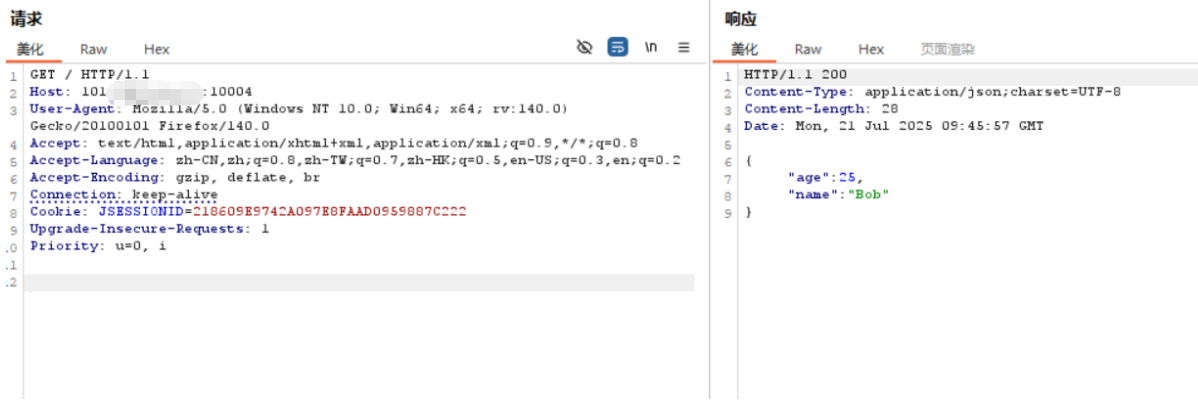 请求
美化 Raw Hex \n
1 GET / HTTP/1.1
2 Host: 101 :10004
3 User-Agent: Mozilla/5.0 (Windows NT 10.0; Win64; x64; rv:140.0)
Gecko/20100101 Firefox/140.0
4 Accept: text/html,application/xhtml+xml,application/xml;q=0.9,*/*;q=0.8
5 Accept-Language: zh-CN,zh;q=0.8,zh-TW;q=0.7,zh-HK;q=0.5,en-US;q=0.3,en;q=0.2
6 Accept-Encoding: gzip, deflate, br
7 Connection: keep-alive
8 Cookie: JSESSIONID=218609E9742A097E8FAAD0959887C222
9 Upgrade-Insecure-Requests: 1
.0 Priority: u=0, i
.1
.2
响应
美化 Raw Hex 页面渲染
1 HTTP/1.1 200
2 Content-Type: application/json;charset=UTF-8
3 Content-Length: 28
4 Date: Mon, 21 Jul 2025 09:45:57 GMT
5
6 {
7 "age":25,
8 "name":"Bob"
9 }